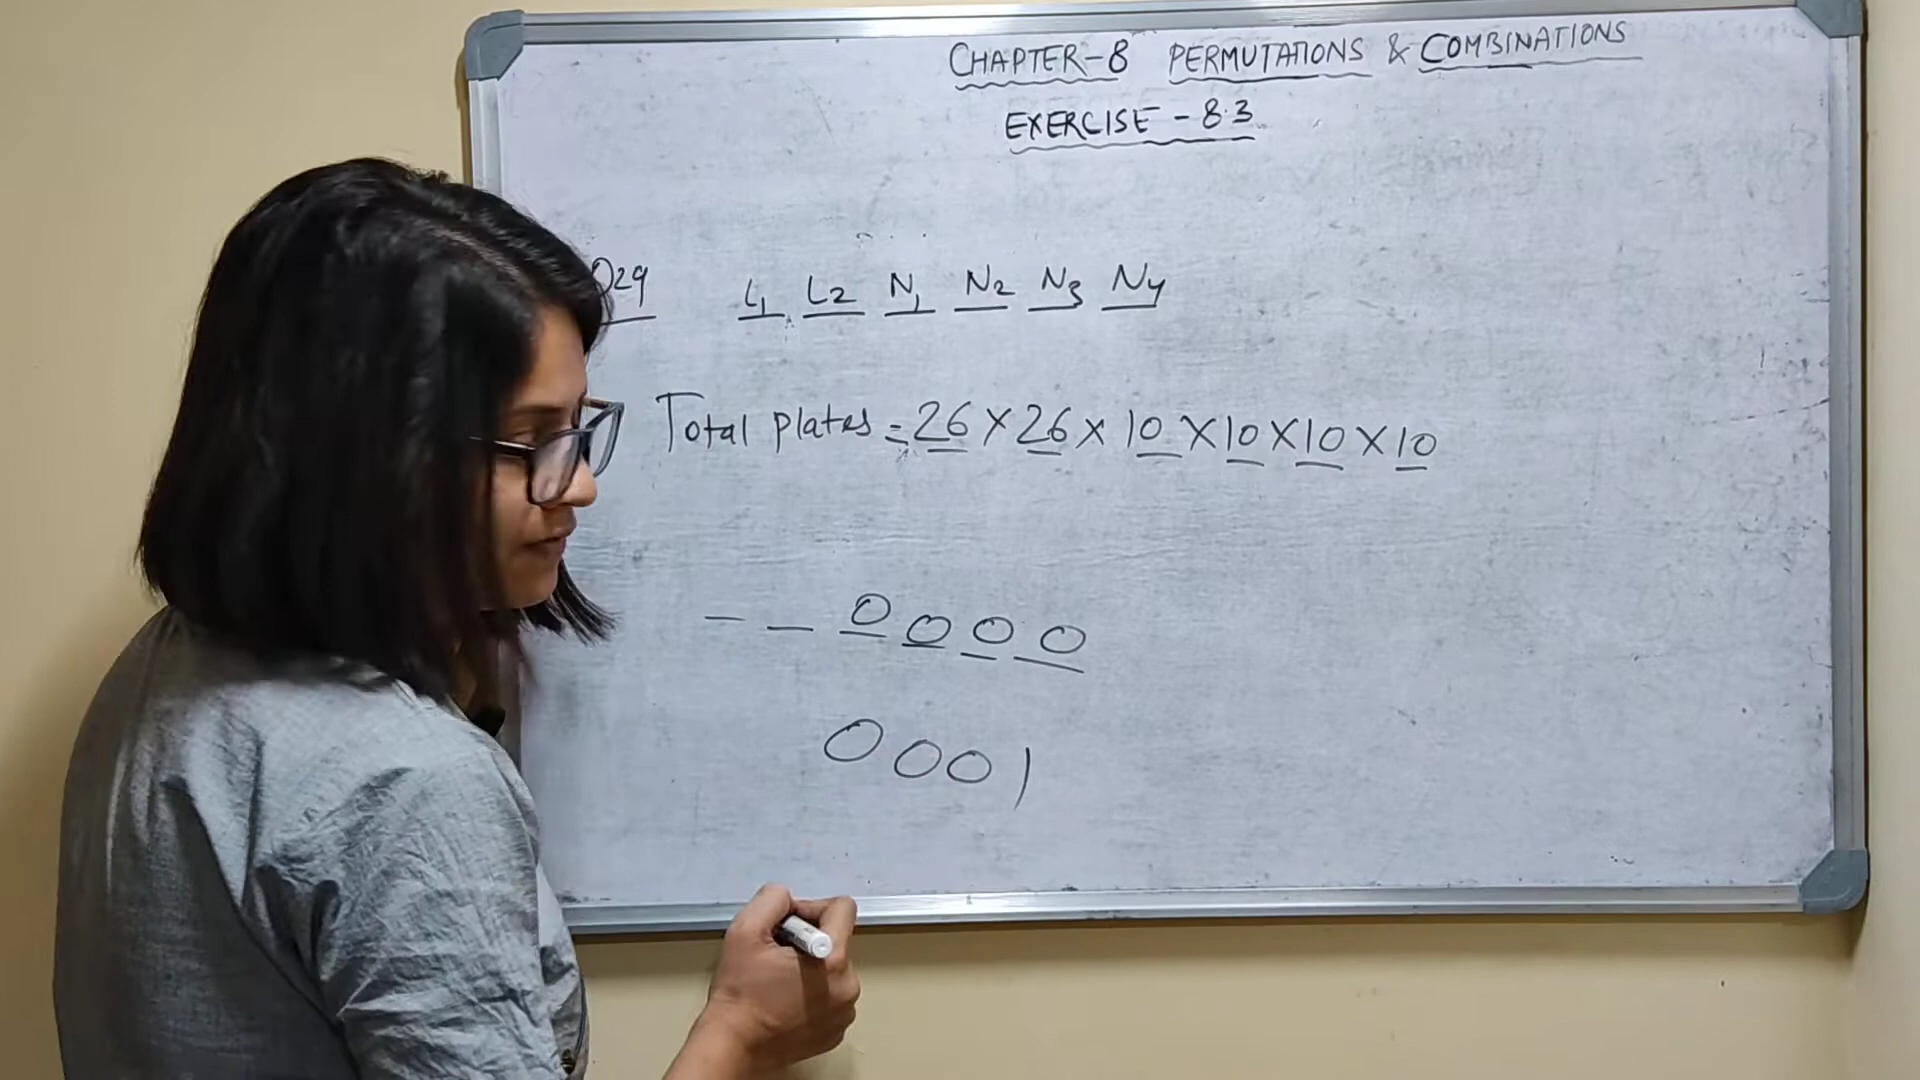 CHAPTER-8 PERMUTATIONS & COMBINATIONS
EXERCISE - 8.3
Q29 L1 L2 N1 N2 N3 N4
Total plates = 26 × 26 × 10 × 10 × 10 × 10
_ _ 0 0 0 0
0 0 0 1